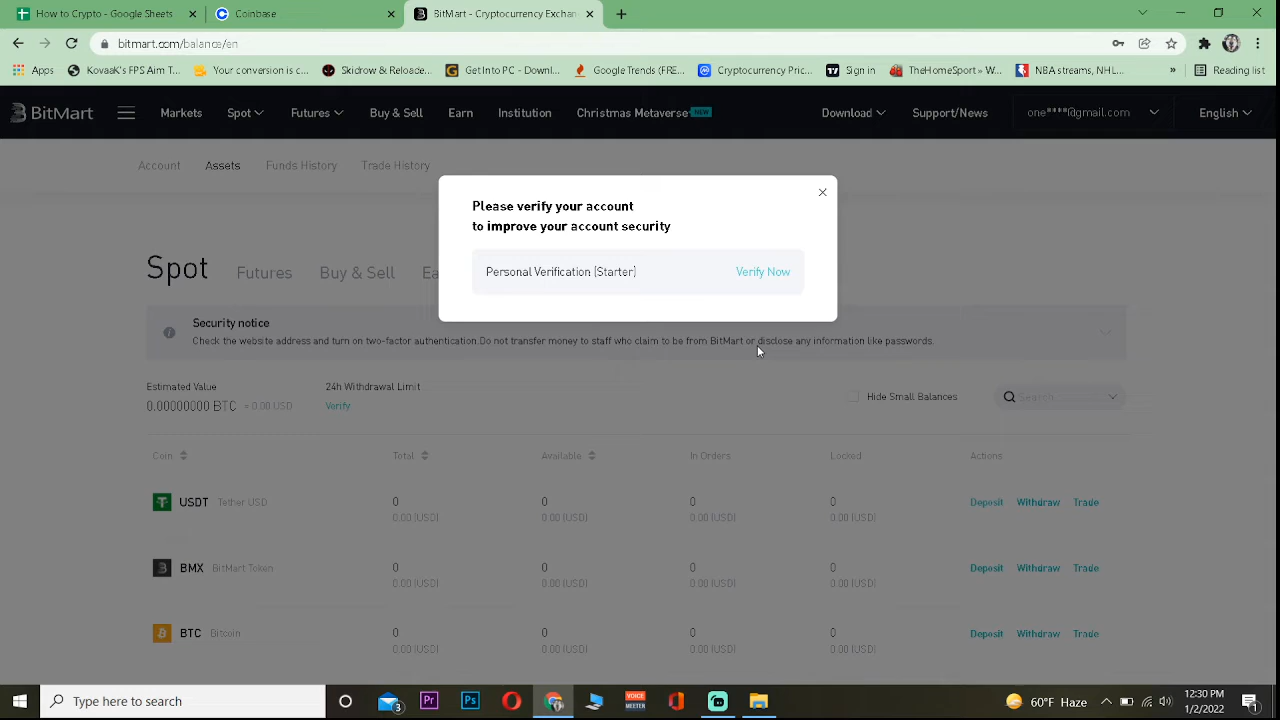 How to Crypto - Google Sheets
Coinbase
BitMart - Cryptocurrency Exchan
bitmart.com/balance/en
Apps
KovaaK's FPS Aim T...
Your conversion is c...
Skidrow & Reloade...
Get Into PC - Downl...
Google Trends (FRE...
Cryptocurrency Pric...
Sign in
TheHomeSport » W...
NBA streams, NHL...
»
Reading list
BitMart
Markets
Spot
Futures
Buy & Sell
Earn
Institution
Christmas Metaverse NEW
Download
Support/News
one****@gmail.com
English
Account
Assets
Funds History
Trade History
Please verify your account
to improve your account security
Personal Verification (Starter)
Verify Now
Spot
Futures
Buy & Sell
Ea
Security notice
Check the website address and turn on two-factor authentication.Do not transfer money to staff who claim to be from BitMart or disclose any information like passwords.
Estimated Value
24h Withdrawal Limit
0.00000000 BTC ≈ 0.00 USD
Verify
Hide Small Balances
Search...
Coin
Total
Available
In Orders
Locked
Actions
USDT Tether USD
0
0
0
0
Deposit
Withdraw
Trade
0.00 (USD)
0.00 (USD)
0.00 (USD)
0.00 (USD)
BMX BitMart Token
0
0
0
0
Deposit
Withdraw
Trade
0.00 (USD)
0.00 (USD)
0.00 (USD)
0.00 (USD)
BTC Bitcoin
0
0
0
0
Deposit
Withdraw
Trade
0.00 (USD)
0.00 (USD)
0.00 (USD)
0.00 (USD)
Type here to search
3
Pr
Ps
VOICE
MEETER
60°F Haze
12:30 PM
1/2/2022
1